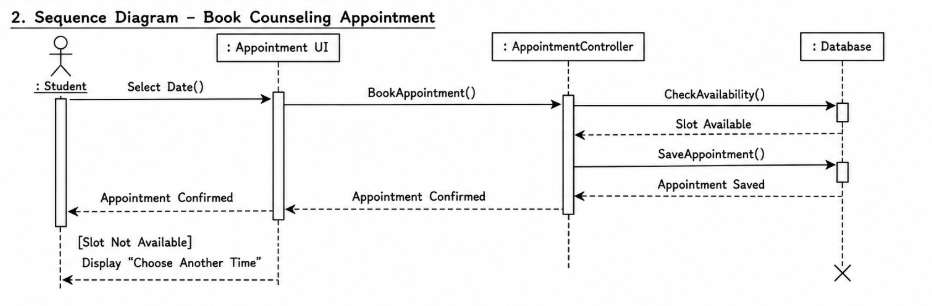 2. Sequence Diagram – Book Counseling Appointment
: Appointment UI
: AppointmentController
: Database
: Student
Select Date()
BookAppointment()
CheckAvailability()
Slot Available
SaveAppointment()
Appointment Saved
Appointment Confirmed
Appointment Confirmed
[Slot Not Available]
Display “Choose Another Time”